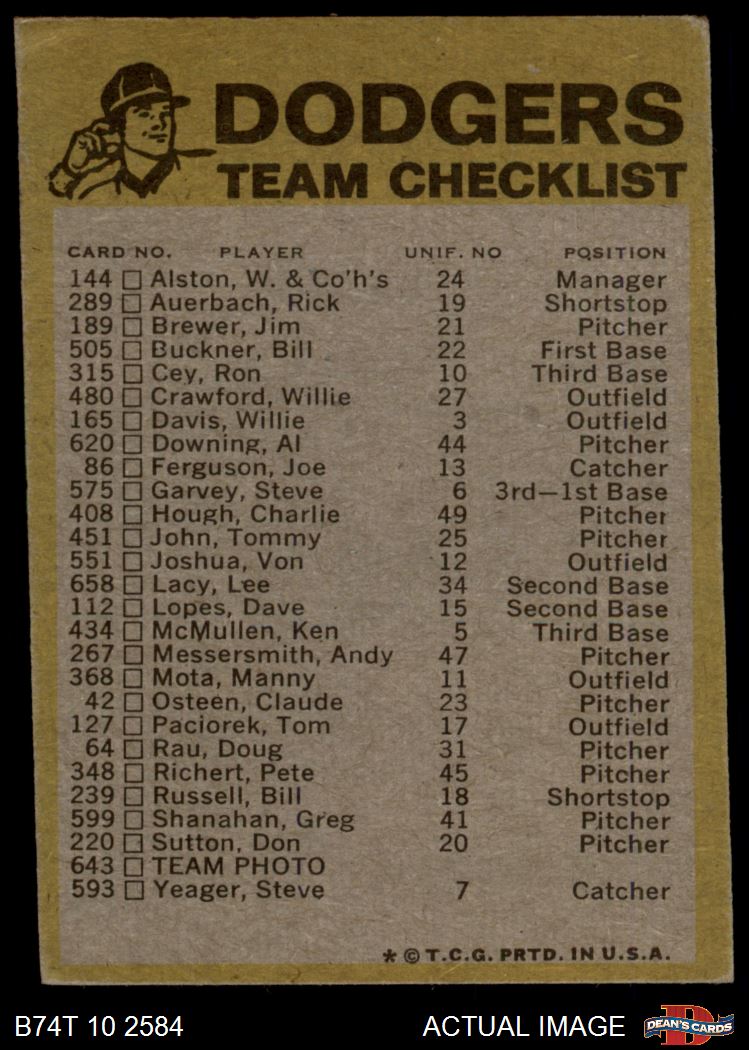 DODGERS
TEAM CHECKLIST
CARD NO. PLAYER UNIF. NO POSITION
144 Alston, W. & Co'h's 24 Manager
289 Auerbach, Rick 19 Shortstop
189 Brewer, Jim 21 Pitcher
505 Buckner, Bill 22 First Base
315 Cey, Ron 10 Third Base
480 Crawford, Willie 27 Outfield
165 Davis, Willie 3 Outfield
620 Downing, Al 44 Pitcher
86 Ferguson, Joe 13 Catcher
575 Garvey, Steve 6 3rd—1st Base
408 Hough, Charlie 49 Pitcher
451 John, Tommy 25 Pitcher
551 Joshua, Von 12 Outfield
658 Lacy, Lee 34 Second Base
112 Lopes, Dave 15 Second Base
434 McMullen, Ken 5 Third Base
267 Messersmith, Andy 47 Pitcher
368 Mota, Manny 11 Outfield
42 Osteen, Claude 23 Pitcher
127 Paciorek, Tom 17 Outfield
64 Rau, Doug 31 Pitcher
348 Richert, Pete 45 Pitcher
239 Russell, Bill 18 Shortstop
599 Shanahan, Greg 41 Pitcher
220 Sutton, Don 20 Pitcher
643 TEAM PHOTO
593 Yeager, Steve 7 Catcher
* © T.C.G. PRTD. IN U.S.A.
B74T 10 2584 ACTUAL IMAGE DEAN'S CARDS